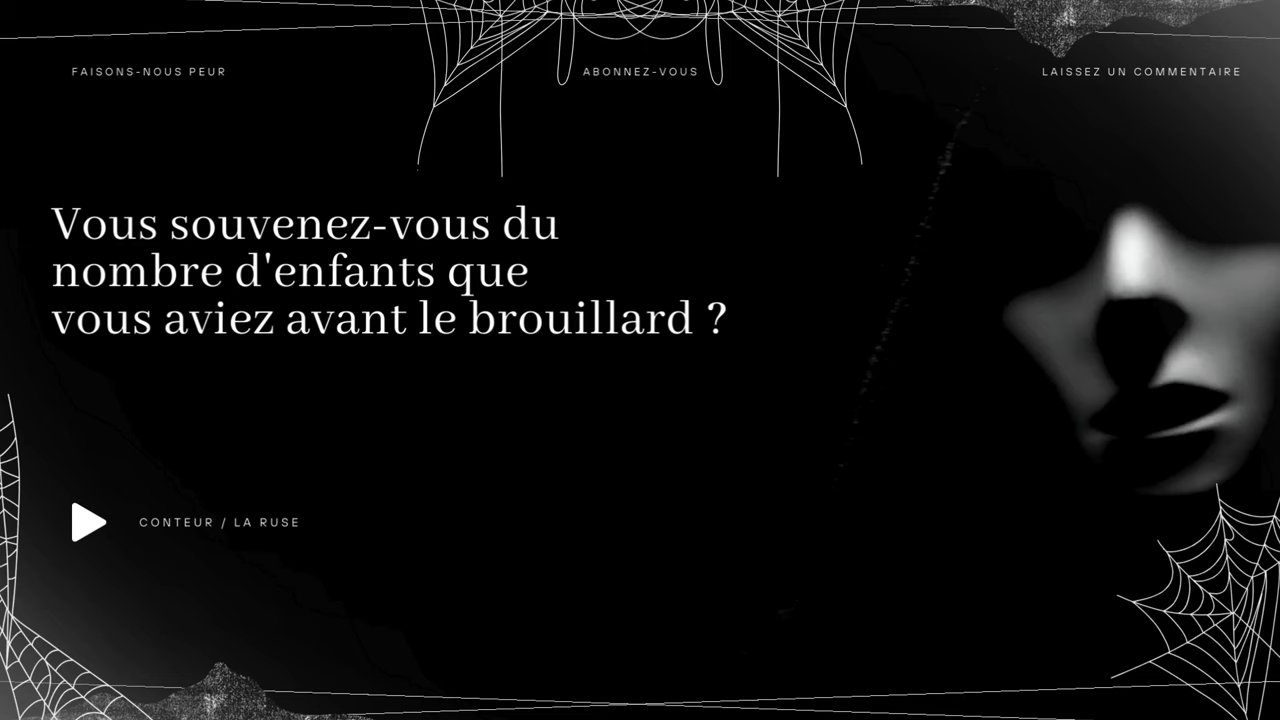 FAISONS-NOUS PEUR
ABONNEZ-VOUS
LAISSEZ UN COMMENTAIRE
Vous souvenez-vous du
nombre d'enfants que
vous aviez avant le brouillard ?
CONTEUR / LA RUSE